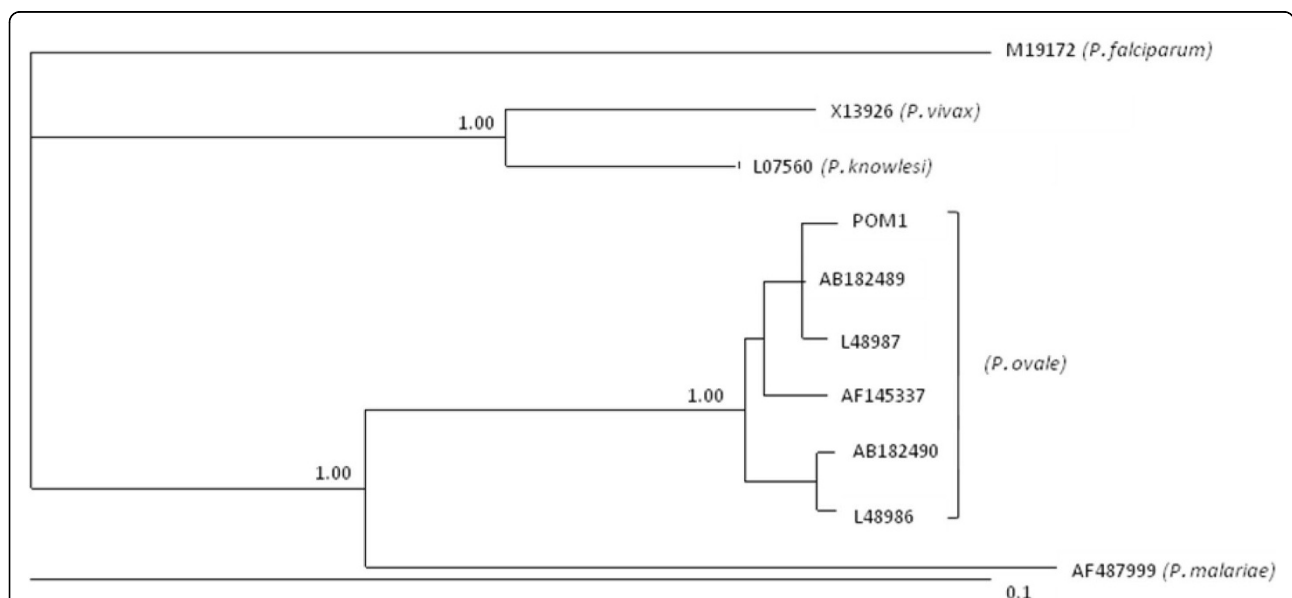 M19172 (P. falciparum)
X13926 (P. vivax)
1.00
L07560 (P. knowlesi)
POM1
AB182489
L48987
(P. ovale)
1.00
AF145337
AB182490
1.00
L48986
AF487999 (P. malariae)
0.1